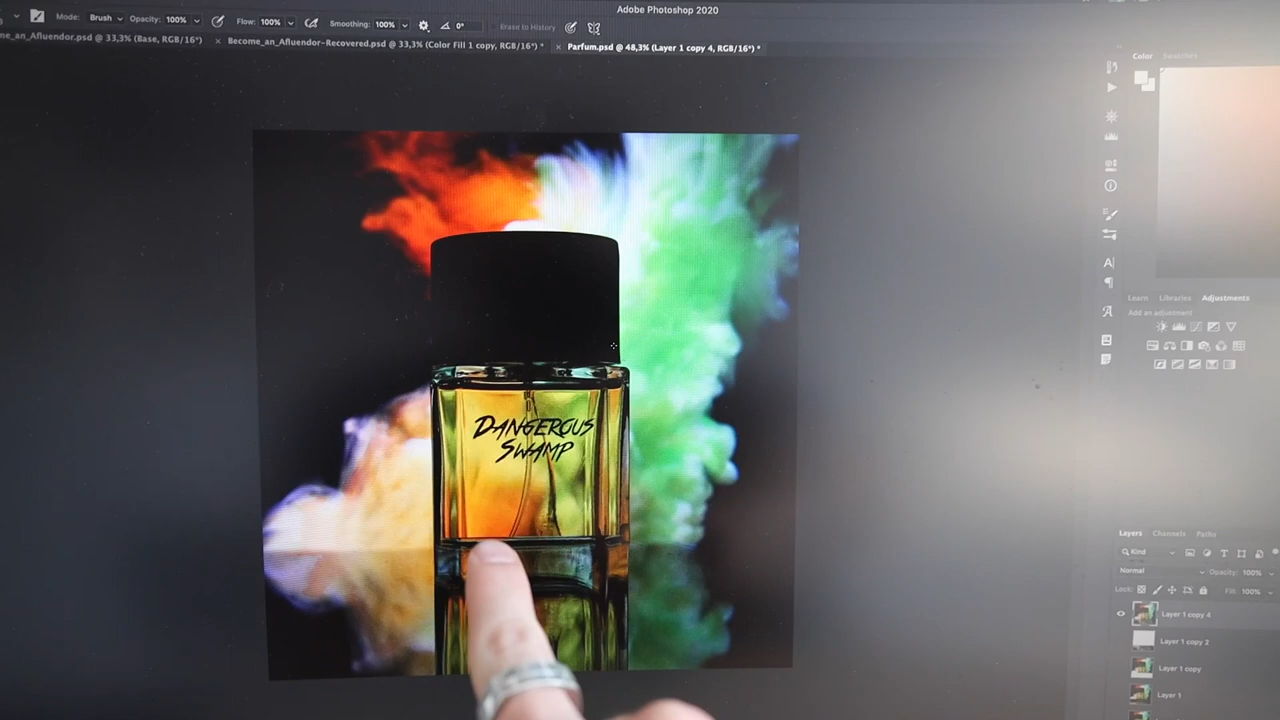 Adobe Photoshop 2020
Mode: Brush Opacity: 100% Flow: 100% Smoothing: 100% 0° Erase to History
me_an_Afluendor.psd @ 33,3% (Base, RGB/16*) × Become_an_Afluendor-Recovered.psd @ 33,3% (Color Fill 1 copy, RGB/16*) * × Parfum.psd @ 48,3% (Layer 1 copy 4, RGB/16*) *
Color Swatches
DANGEROUS
SWAMP
Learn Libraries Adjustments
Add an adjustment
Layers Channels Paths
Kind
Normal Opacity: 100%
Lock: Fill: 100%
Layer 1 copy 4
Layer 1 copy 2
Layer 1 copy
Layer 1